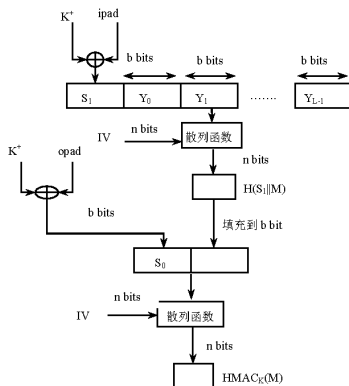 K⁺ ipad
b bits b bits b bits
S₁ Y₀ Y₁ ....... Y_L-1
IV n bits 散列函数
n bits
K⁺ opad
H(S₁‖M)
b bits
填充到 b bit
S₀
n bits
IV 散列函数
n bits
HMAC_K(M)